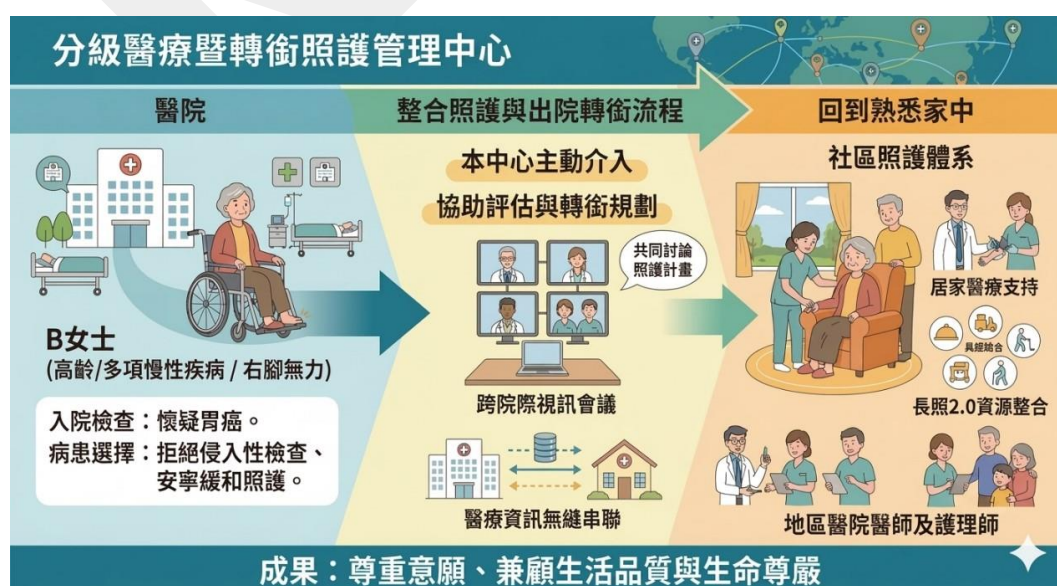 分級醫療暨轉銜照護管理中心
醫院
整合照護與出院轉銜流程
回到熟悉家中
B女士
(高齡/多項慢性疾病 / 右腳無力)
入院檢查：懷疑胃癌。
病患選擇：拒絕侵入性檢查、
安寧緩和照護。
本中心主動介入
協助評估與轉銜規劃
共同討論
照護計畫
跨院際視訊會議
醫療資訊無縫串聯
社區照護體系
居家醫療支持
長照2.0資源整合
地區醫院醫師及護理師
成果：尊重意願、兼顧生活品質與生命尊嚴